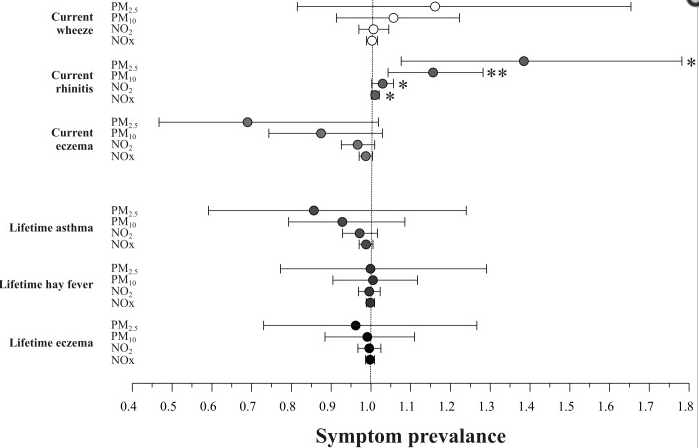 Current wheeze
PM2.5
PM10
NO2
NOx
Current rhinitis
PM2.5 *
PM10 **
NO2 *
NOx *
Current eczema
PM2.5
PM10
NO2
NOx
Lifetime asthma
PM2.5
PM10
NO2
NOx
Lifetime hay fever
PM2.5
PM10
NO2
NOx
Lifetime eczema
PM2.5
PM10
NO2
NOx
0.4 0.5 0.6 0.7 0.8 0.9 1.0 1.1 1.2 1.3 1.4 1.5 1.6 1.7 1.8
Symptom prevalance